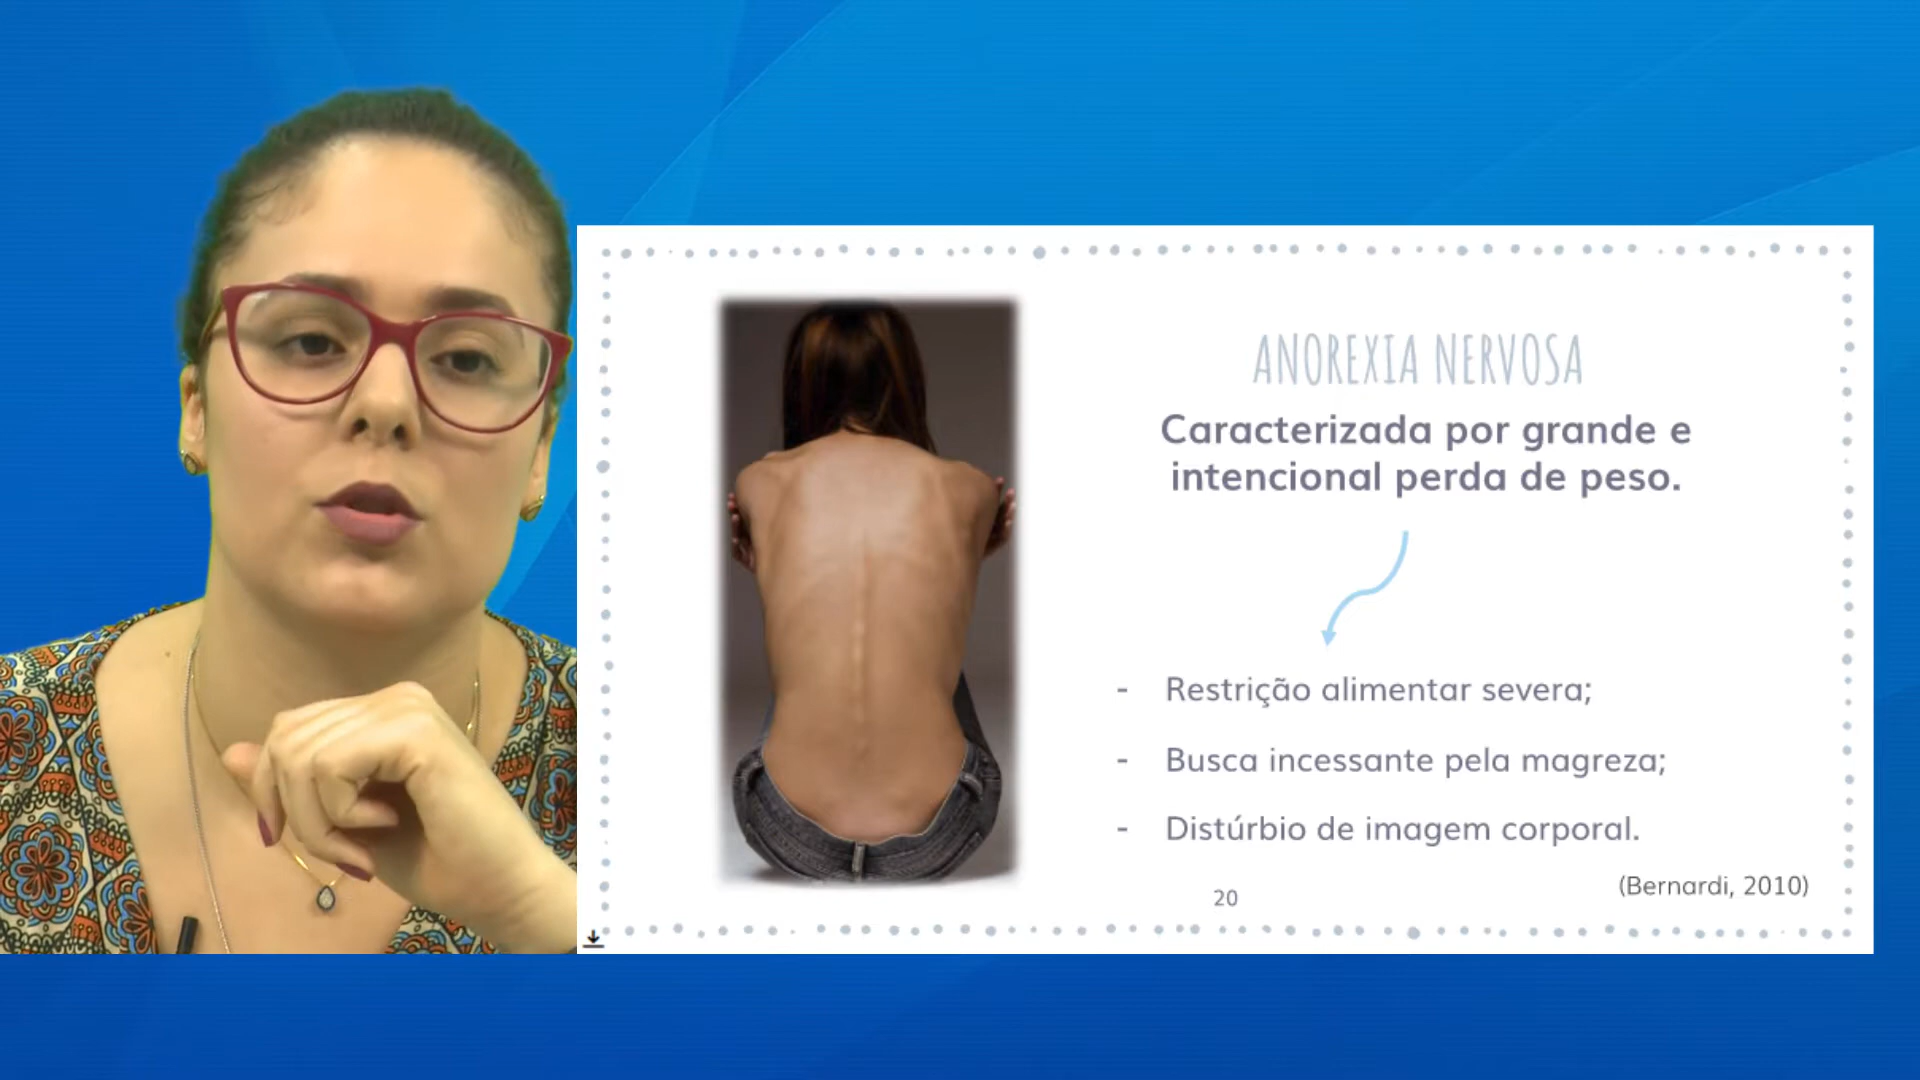 ANOREXIA NERVOSA
Caracterizada por grande e
intencional perda de peso.
- Restrição alimentar severa;
- Busca incessante pela magreza;
- Distúrbio de imagem corporal.
(Bernardi, 2010)
20